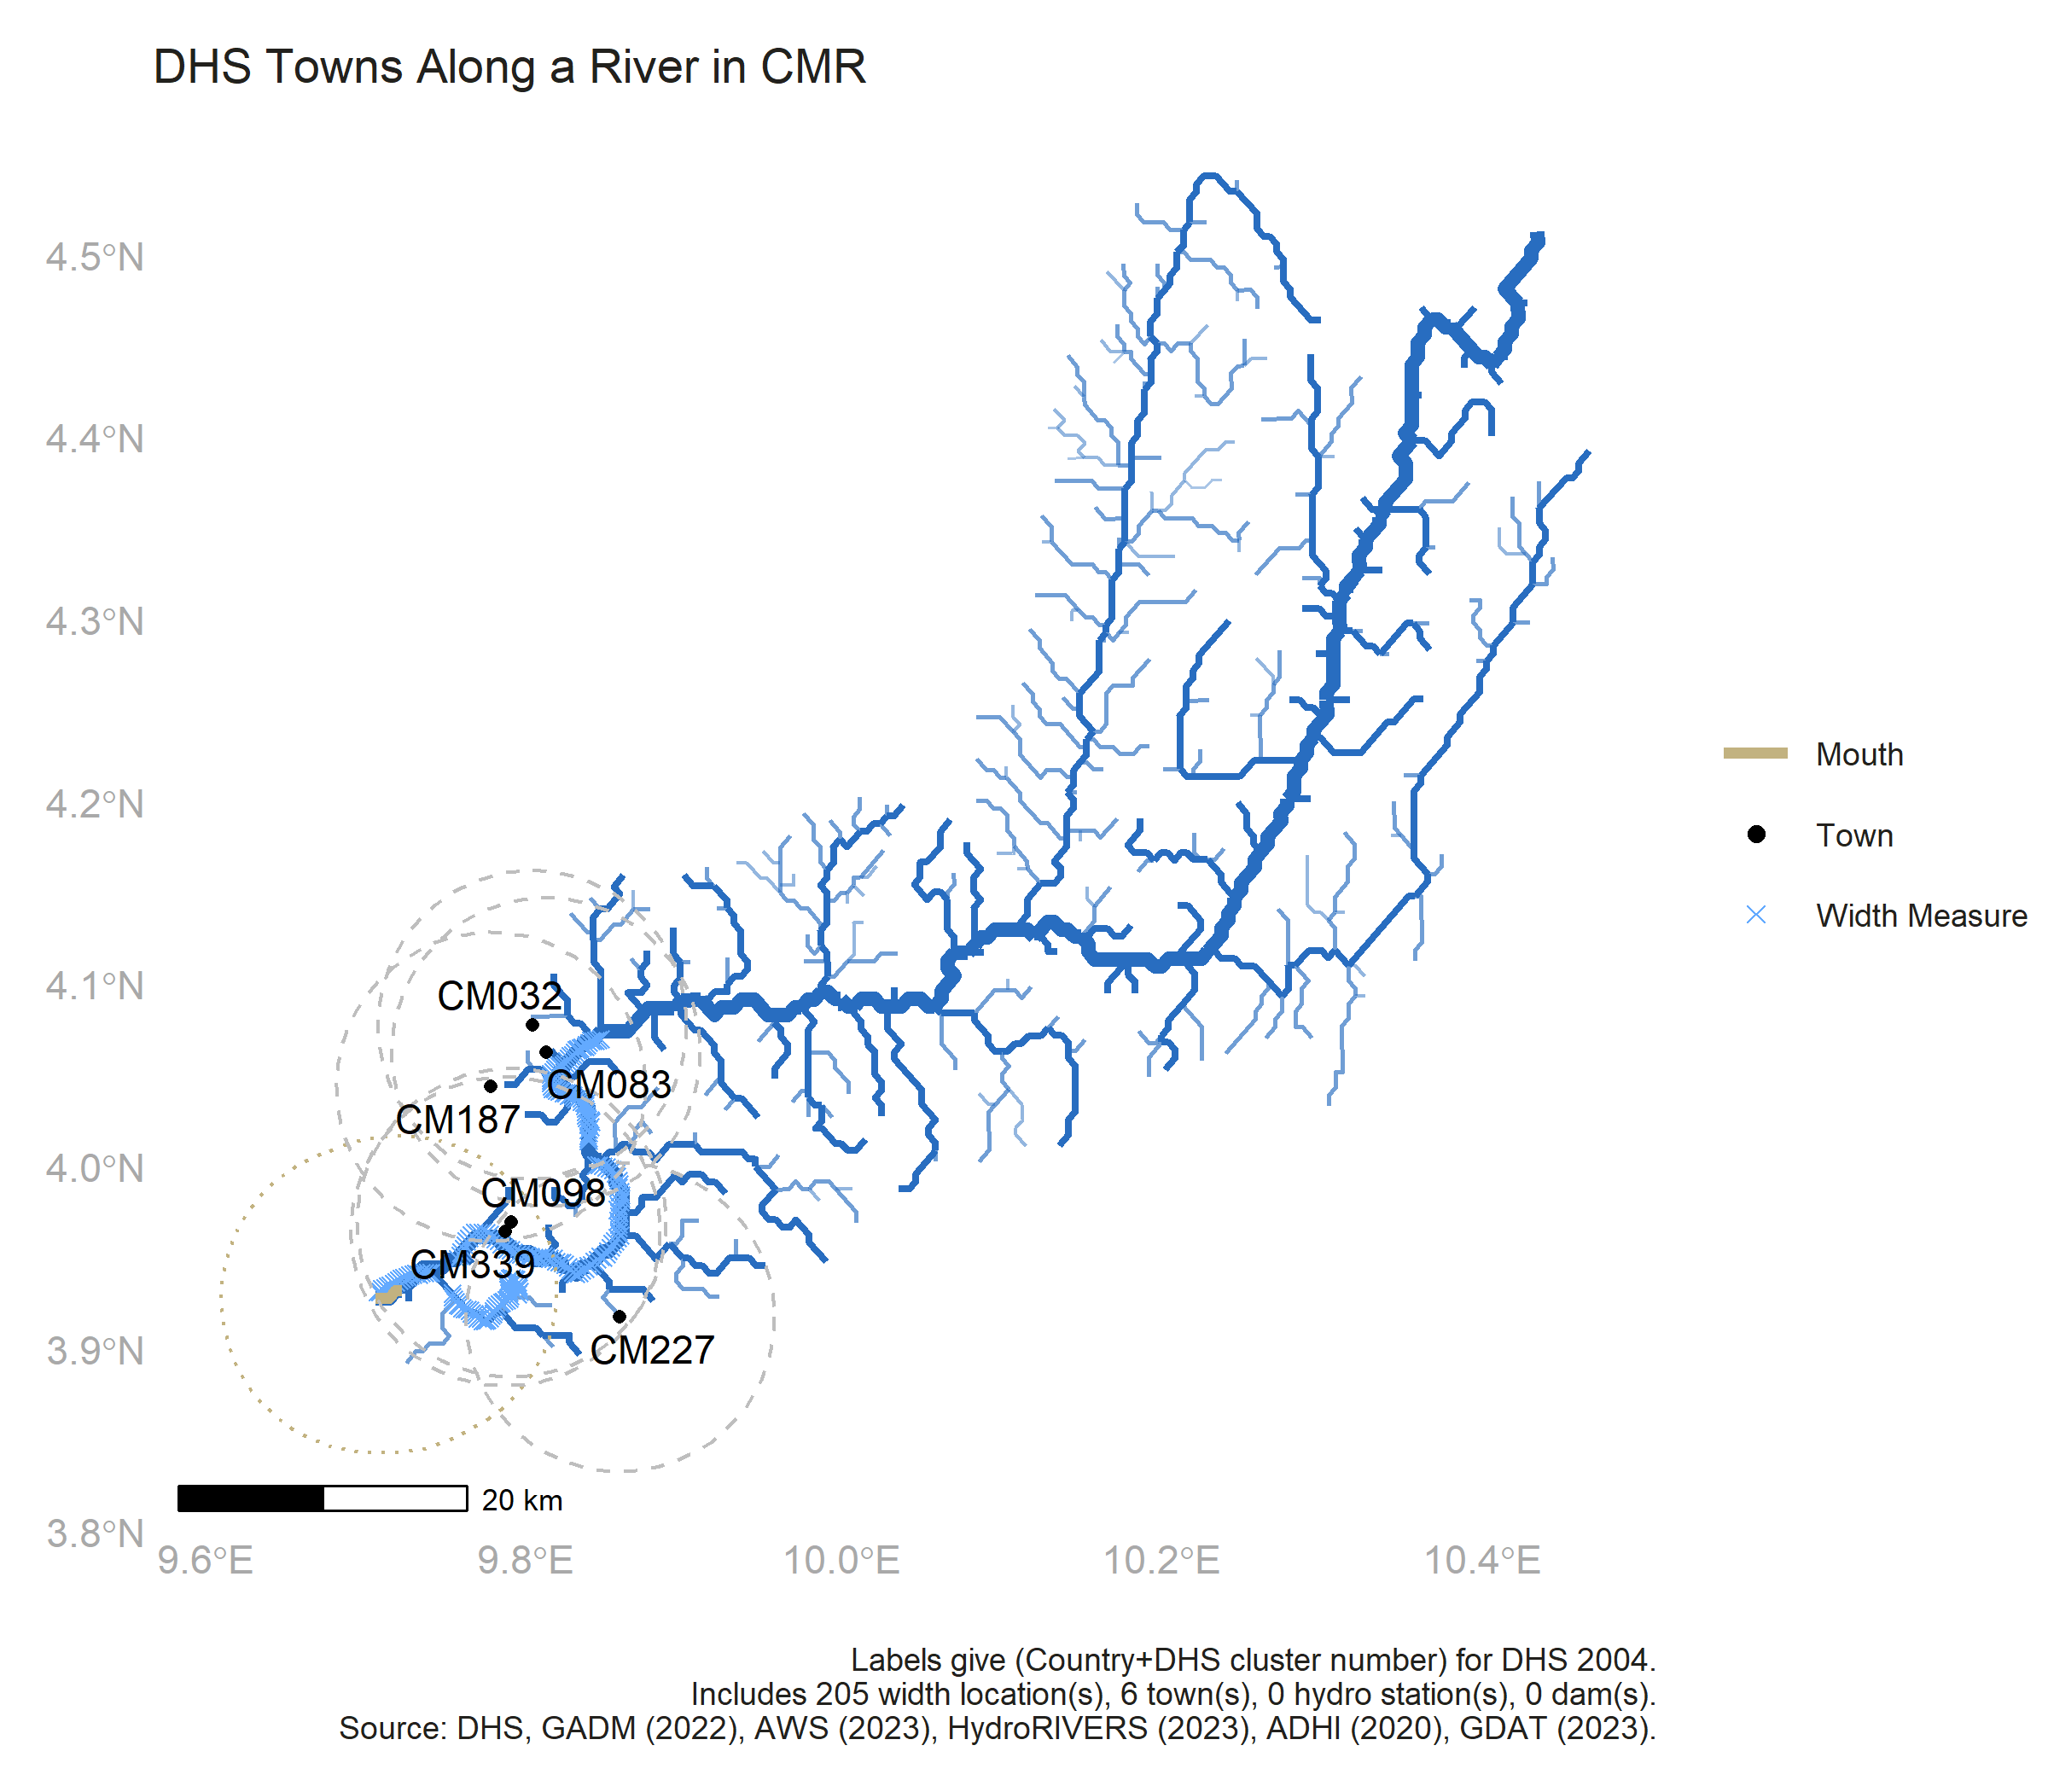 DHS Towns Along a River in CMR
4.5°N
4.4°N
4.3°N
4.2°N
4.1°N
4.0°N
3.9°N
3.8°N
CM032
CM083
CM187
CM098
CM339
CM227
Mouth
Town
Width Measure
20 km
9.6°E
9.8°E
10.0°E
10.2°E
10.4°E
Labels give (Country+DHS cluster number) for DHS 2004.
Includes 205 width location(s), 6 town(s), 0 hydro station(s), 0 dam(s).
Source: DHS, GADM (2022), AWS (2023), HydroRIVERS (2023), ADHI (2020), GDAT (2023).